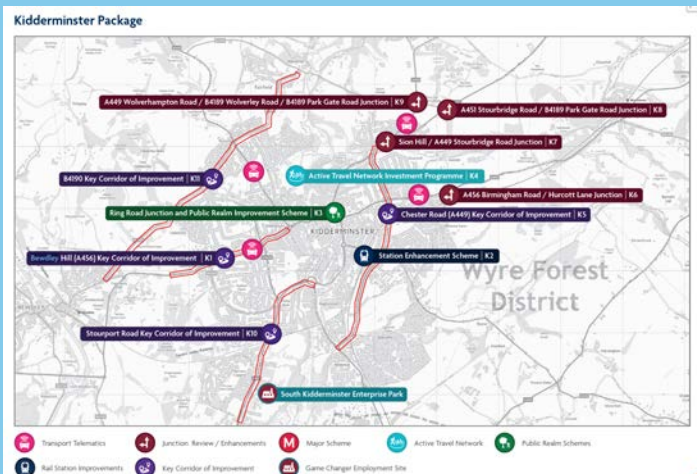 Kidderminster Package
A449 Wolverhampton Road / B4189 Wolverley Road / B4189 Park Gate Road Junction | K9
A451 Stourbridge Road / B4189 Park Gate Road Junction | K8
Sion Hill / A449 Stourbridge Road Junction | K7
B4190 Key Corridor of Improvement | K11
Active Travel Network Investment Programme | K4
A456 Birmingham Road / Hurcott Lane Junction | K6
Ring Road Junction and Public Realm Improvement Scheme | K3
Chester Road (A449) Key Corridor of Improvement | K5
KIDDERMINSTER
Bewdley Hill (A456) Key Corridor of Improvement | K1
Station Enhancement Scheme | K2
Wyre Forest
District
Stourport Road Key Corridor of Improvement | K10
South Kidderminster Enterprise Park
Transport Telematics
Junction Review / Enhancements
M
Major Scheme
Active Travel Network
Public Realm Schemes
Rail Station Improvements
Key Corridor of Improvement
Game Changer Employment Site